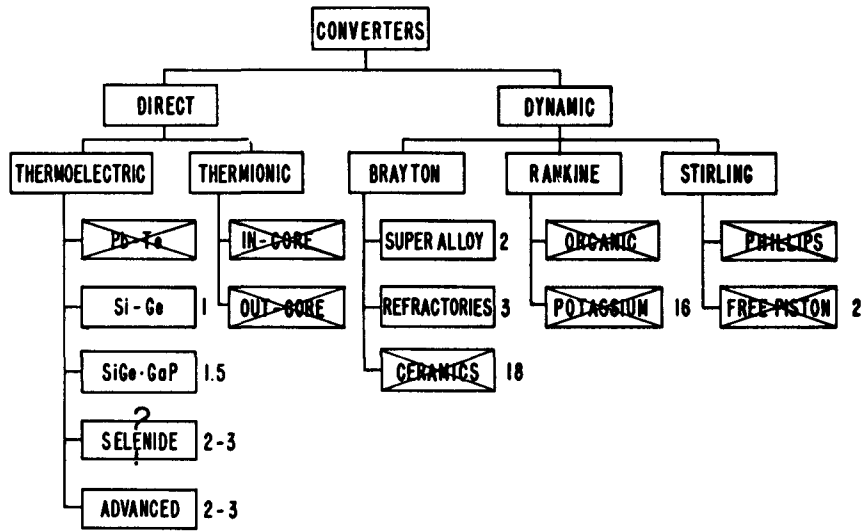 CONVERTERS
DIRECT
DYNAMIC
THERMOELECTRIC
THERMIONIC
BRAYTON
RANKINE
STIRLING
Pb-Te
IN-CORE
SUPER ALLOY 2
ORGANIC
PHILLIPS
Si-Ge 1
OUT-CORE
REFRACTORIES 3
POTASSIUM 16
FREE PISTON 2
SiGe·GaP 1.5
CERAMICS 18
?
SELENIDE 2-3
ADVANCED 2-3